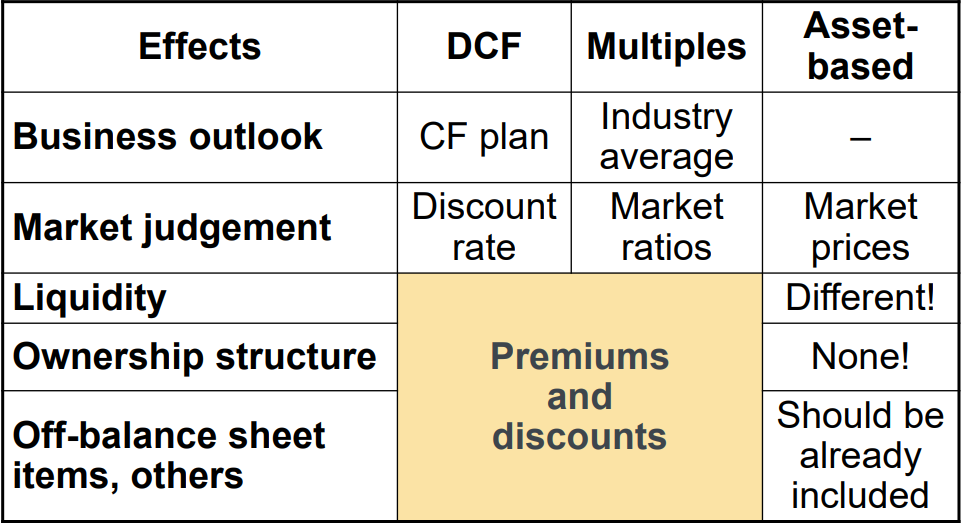 Effects
DCF
Multiples
Asset-
based
Business outlook
CF plan
Industry
average
–
Market judgement
Discount
rate
Market
ratios
Market
prices
Liquidity
Different!
Ownership structure
None!
Premiums
and
discounts
Off-balance sheet
items, others
Should be
already
included